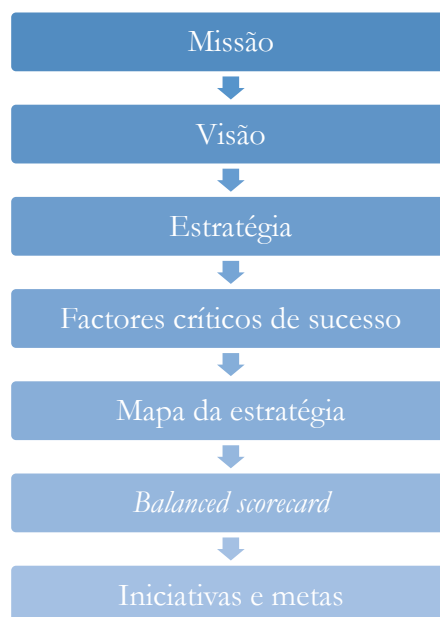 Missão
Visão
Estratégia
Factores críticos de sucesso
Mapa da estratégia
Balanced scorecard
Iniciativas e metas